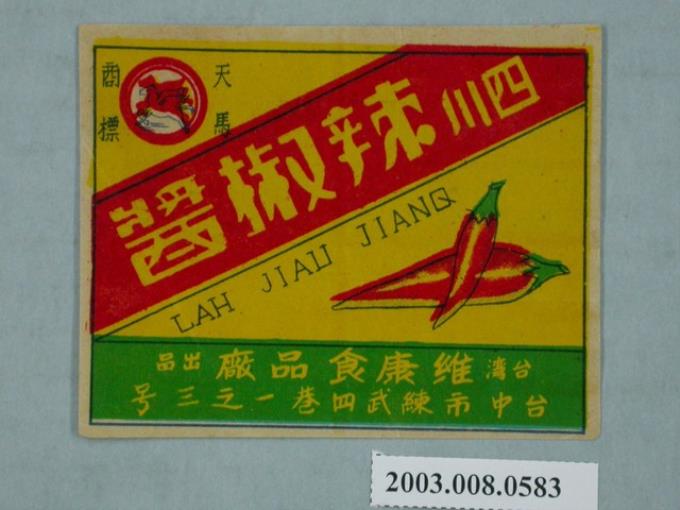 天馬
商標
四川辣椒醬
LAH JIAU JIANQ
台灣維康食品廠出品
台中市練武四巷一之三号
2003.008.0583